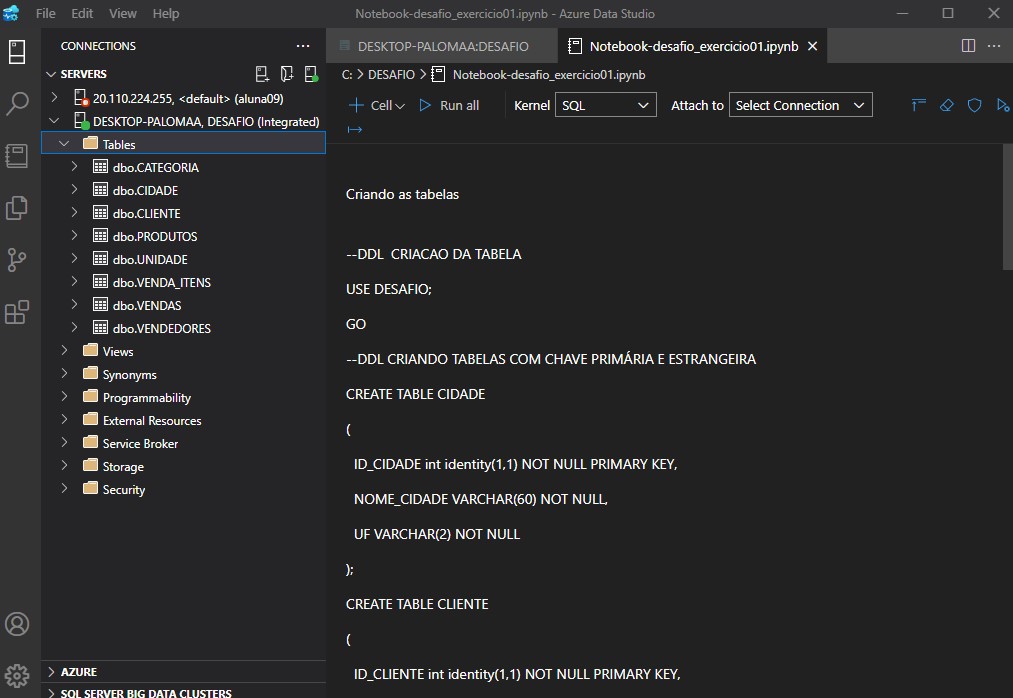 File Edit View Help
Notebook-desafio_exercicio01.ipynb - Azure Data Studio
CONNECTIONS
SERVERS
20.110.224.255, <default> (aluna09)
DESKTOP-PALOMAA, DESAFIO (Integrated)
Tables
dbo.CATEGORIA
dbo.CIDADE
dbo.CLIENTE
dbo.PRODUTOS
dbo.UNIDADE
dbo.VENDA_ITENS
dbo.VENDAS
dbo.VENDEDORES
Views
Synonyms
Programmability
External Resources
Service Broker
Storage
Security
AZURE
SQL SERVER BIG DATA CLUSTERS
DESKTOP-PALOMAA:DESAFIO
Notebook-desafio_exercicio01.ipynb
C: > DESAFIO > Notebook-desafio_exercicio01.ipynb
Cell Run all Kernel SQL Attach to Select Connection
Criando as tabelas
--DDL CRIACAO DA TABELA
USE DESAFIO;
GO
--DDL CRIANDO TABELAS COM CHAVE PRIMÁRIA E ESTRANGEIRA
CREATE TABLE CIDADE
(
ID_CIDADE int identity(1,1) NOT NULL PRIMARY KEY,
NOME_CIDADE VARCHAR(60) NOT NULL,
UF VARCHAR(2) NOT NULL
);
CREATE TABLE CLIENTE
(
ID_CLIENTE int identity(1,1) NOT NULL PRIMARY KEY,